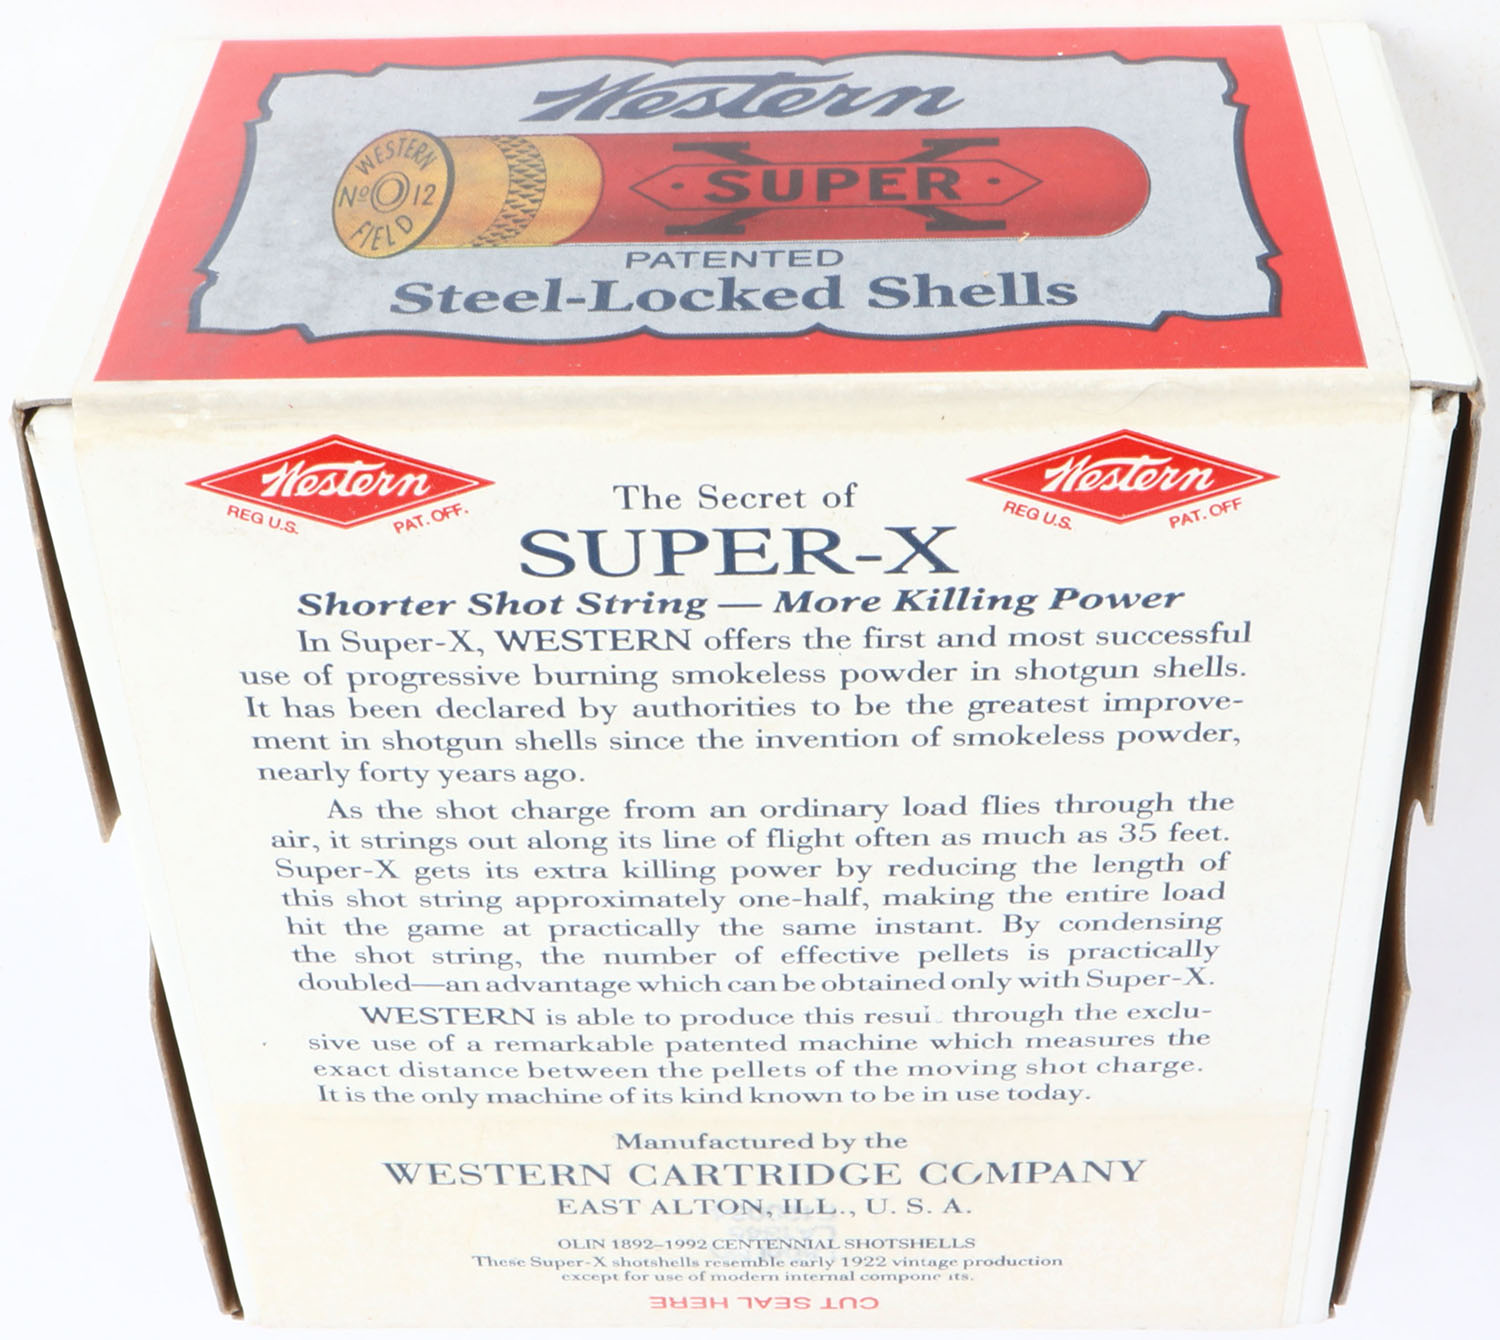 Western
WESTERN
No 12
FIELD
SUPER X
PATENTED
Steel-Locked Shells
Western
REG U.S. PAT. OFF.
Western
REG U.S. PAT. OFF
The Secret of
SUPER-X
Shorter Shot String — More Killing Power
In Super-X, WESTERN offers the first and most successful
use of progressive burning smokeless powder in shotgun shells.
It has been declared by authorities to be the greatest improve-
ment in shotgun shells since the invention of smokeless powder,
nearly forty years ago.
As the shot charge from an ordinary load flies through the
air, it strings out along its line of flight often as much as 35 feet.
Super-X gets its extra killing power by reducing the length of
this shot string approximately one-half, making the entire load
hit the game at practically the same instant. By condensing
the shot string, the number of effective pellets is practically
doubled—an advantage which can be obtained only with Super-X.
WESTERN is able to produce this resul through the exclu-
sive use of a remarkable patented machine which measures the
exact distance between the pellets of the moving shot charge.
It is the only machine of its kind known to be in use today.
Manufactured by the
WESTERN CARTRIDGE COMPANY
EAST ALTON, ILL., U. S. A.
OLIN 1892–1992 CENTENNIAL SHOTSHELLS
These Super-X shotshells resemble early 1922 vintage production
except for use of modern internal components.
CUT SEAL HERE